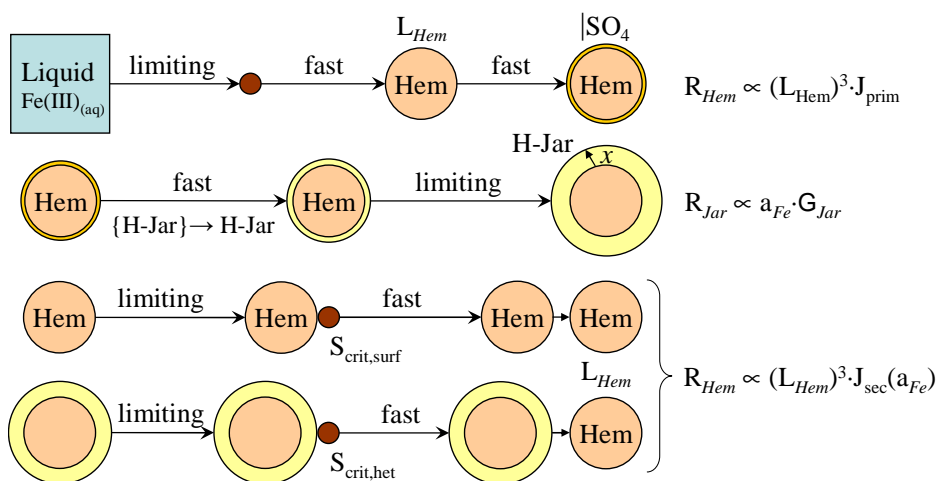 L_Hem |SO₄
Liquid Fe(III)₍aq₎ limiting fast Hem fast Hem R_Hem ∝ (L_Hem)³·J_prim
H-Jar x
Hem fast Hem limiting R_Jar ∝ a_Fe·G_Jar
{H-Jar}→ H-Jar
Hem limiting Hem fast Hem Hem
S_crit,surf
L_Hem R_Hem ∝ (L_Hem)³·J_sec(a_Fe)
limiting fast Hem
S_crit,het